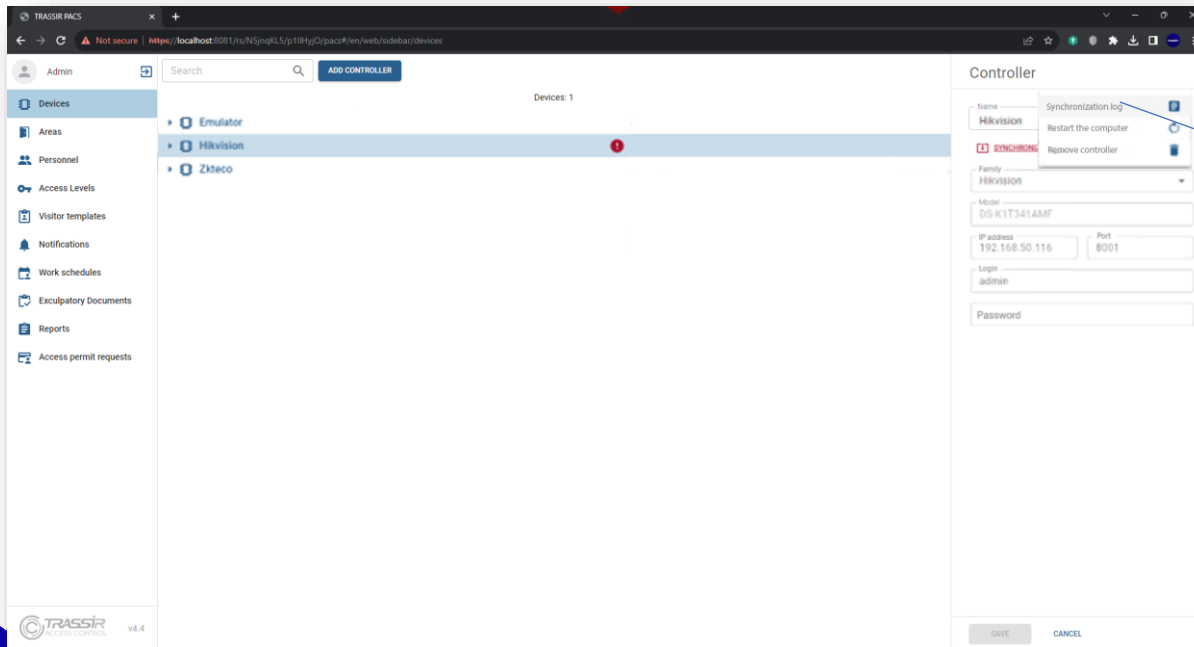 TRASSIR PACS
Not secure https://localhost:8081/rs/N5jnqKL5/p1IlHyjO/pacs#/en/web/sidebar/devices
Admin
Search
ADD CONTROLLER
Controller
Devices
Areas
Personnel
Access Levels
Visitor templates
Notifications
Work schedules
Exculpatory Documents
Reports
Access permit requests
Devices: 1
Emulator
Hikvision
Zkteco
Name
Hikvision
Synchronization log
Restart the computer
Remove controller
Family
Hikvision
Model
DS-K1T341AMF
IP address
192.168.50.116
Port
8001
Login
admin
Password
TRASSIR
ACCESS CONTROL
v4.4
SAVE
CANCEL